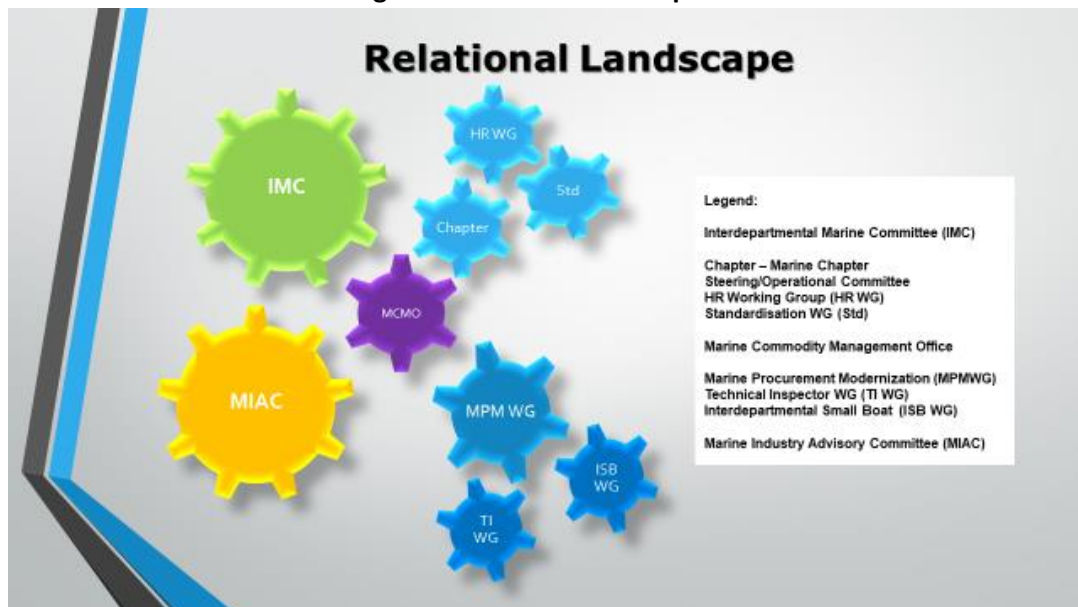 Relational Landscape
IMC
HR WG
Std
Chapter
MCMO
MIAC
MPM WG
ISB
WG
TI
WG
Legend:
Interdepartmental Marine Committee (IMC)
Chapter – Marine Chapter
Steering/Operational Committee
HR Working Group (HR WG)
Standardisation WG (Std)
Marine Commodity Management Office
Marine Procurement Modernization (MPMWG)
Technical Inspector WG (TI WG)
Interdepartmental Small Boat (ISB WG)
Marine Industry Advisory Committee (MIAC)